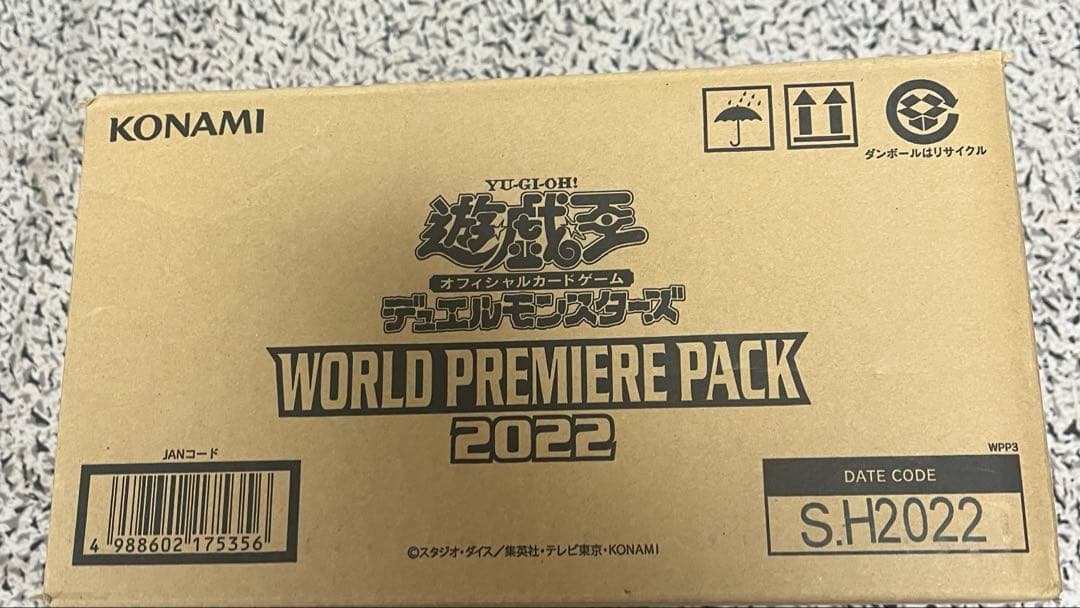 KONAMI
ダンボールはリサイクル
YU-GI-OH!
遊戯王
オフィシャルカードゲーム
デュエルモンスターズ
WORLD PREMIERE PACK
2022
JANコード
4 988602 175356
WPP3
DATE CODE
S.H2022
©スタジオ・ダイス/集英社・テレビ東京・KONAMI